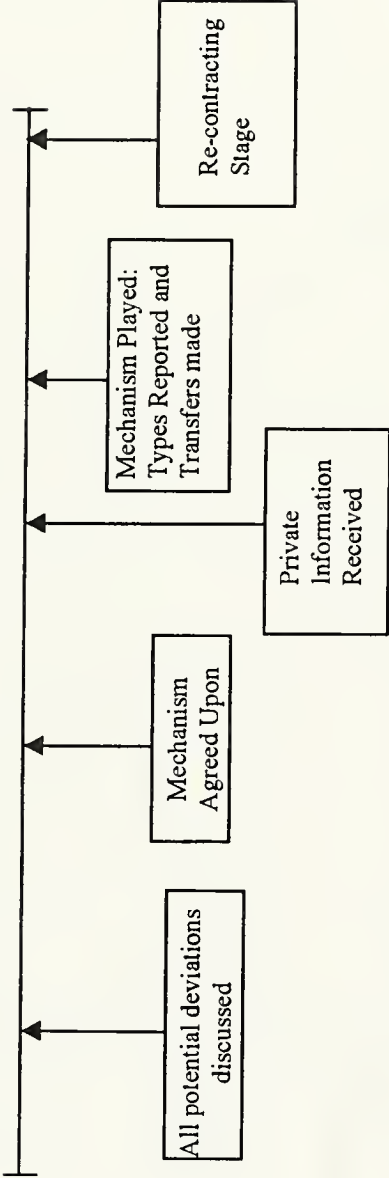 All potential deviations
discussed
Mechanism
Agreed Upon
Private
Information
Received
Mechanism Played:
Types Reported and
Transfers made
Re-contracting
Stage